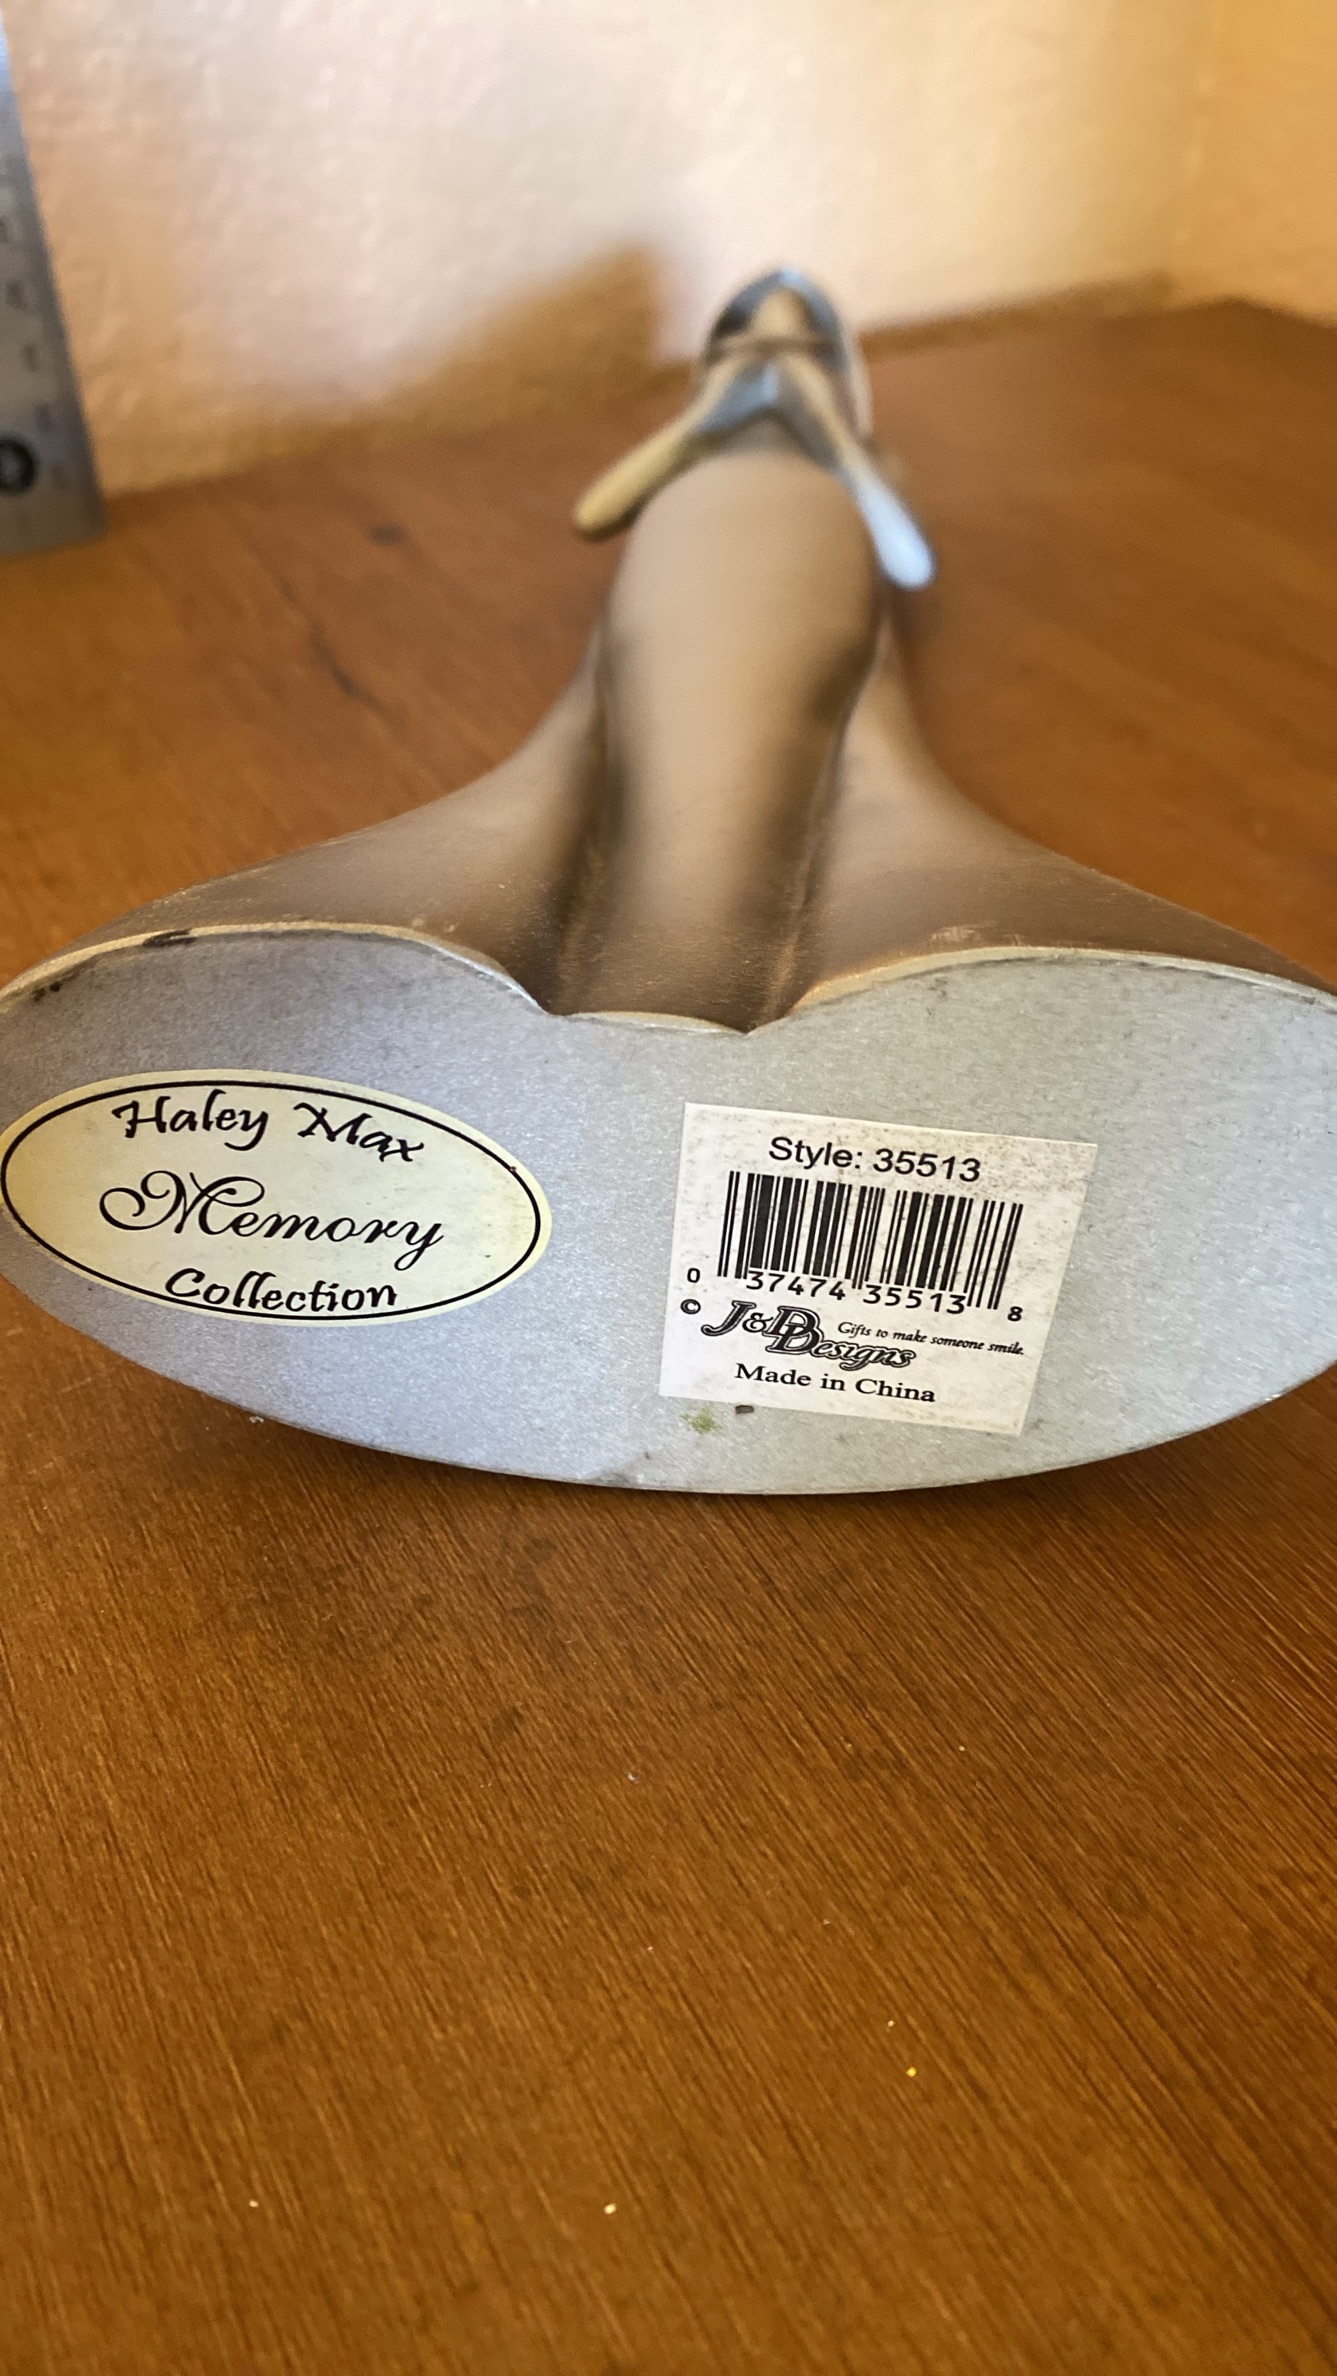 Haley Max
Memory
Collection
Style: 35513
0 37474 35513 8
© J&D Designs Gifts to make someone smile.
Made in China